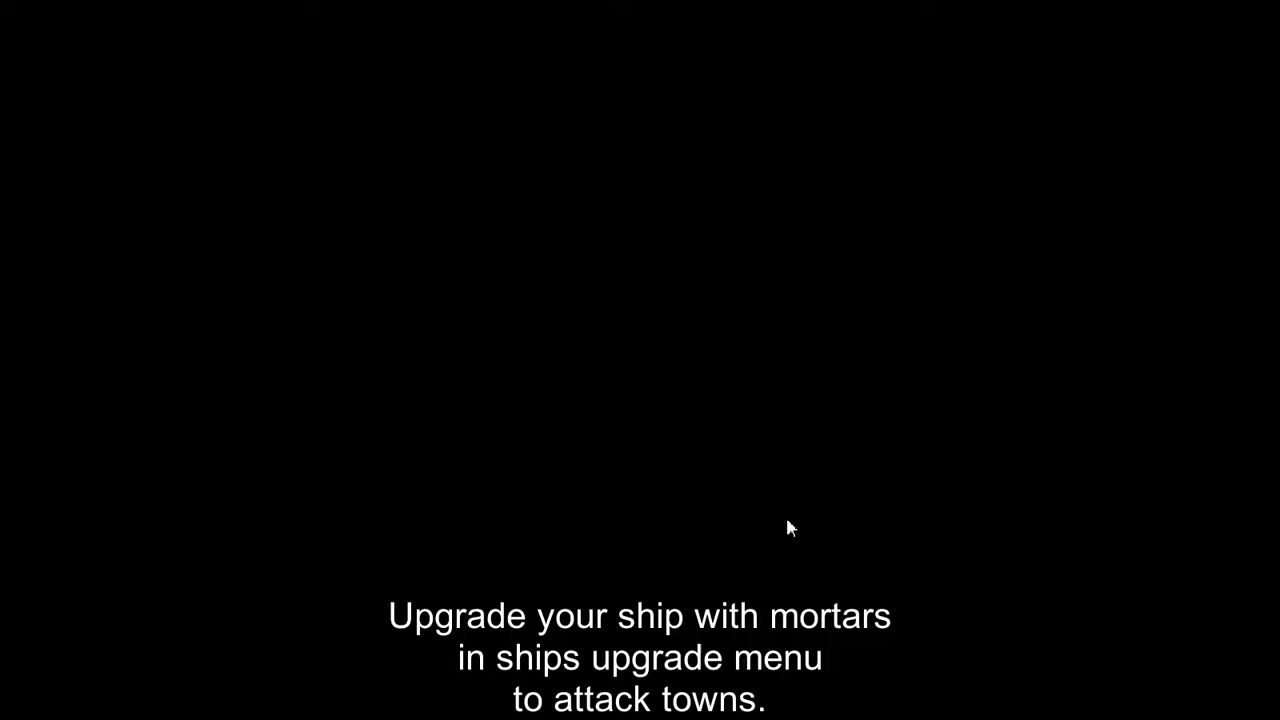 Upgrade your ship with mortars
in ships upgrade menu
to attack towns.